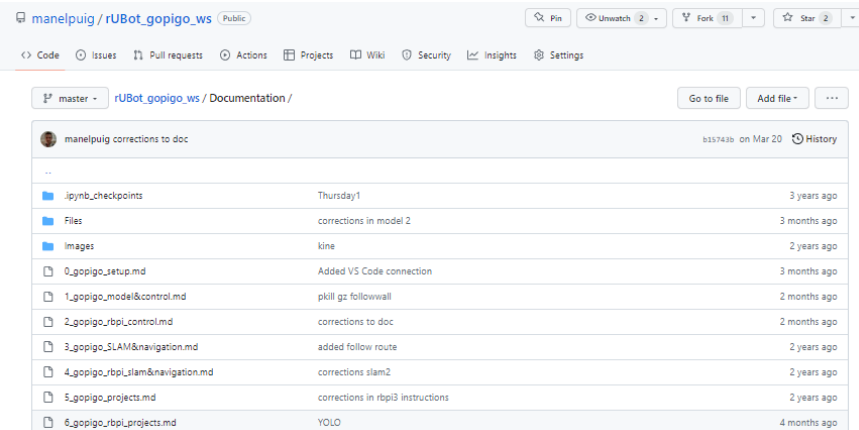 manelpuig / rUBot_gopigo_ws Public Pin Unwatch 2 Fork 11 Star 2
Code Issues Pull requests Actions Projects Wiki Security Insights Settings
master rUBot_gopigo_ws / Documentation / Go to file Add file ...
manelpuig corrections to doc b15743b on Mar 20 History
..
.ipynb_checkpoints Thursday1 3 years ago
Files corrections in model 2 3 months ago
Images kine 2 years ago
0_gopigo_setup.md Added VS Code connection 3 months ago
1_gopigo_model&control.md pkill gz followwall 2 months ago
2_gopigo_rbpi_control.md corrections to doc 2 months ago
3_gopigo_SLAM&navigation.md added follow route 2 years ago
4_gopigo_rbpi_slam&navigation.md corrections slam2 2 years ago
5_gopigo_projects.md corrections in rbpi3 instructions 2 years ago
6_gopigo_rbpi_projects.md YOLO 4 months ago